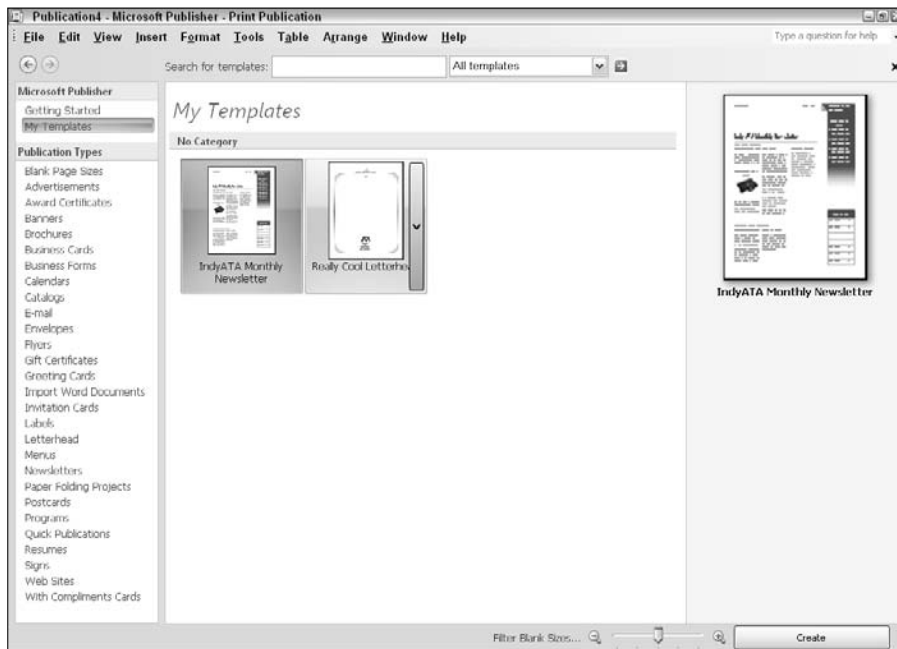 Publication4 - Microsoft Publisher - Print Publication
File Edit View Insert Format Tools Table Arrange Window Help
Type a question for help
Search for templates:
All templates
Microsoft Publisher
Getting Started
My Templates
Publication Types
Blank Page Sizes
Advertisements
Award Certificates
Banners
Brochures
Business Cards
Business Forms
Calendars
Catalogs
E-mail
Envelopes
Flyers
Gift Certificates
Greeting Cards
Import Word Documents
Invitation Cards
Labels
Letterhead
Menus
Newsletters
Paper Folding Projects
Postcards
Programs
Quick Publications
Resumes
Signs
Web Sites
With Compliments Cards
My Templates
No Category
IndyATA Monthly
Newsletter
Really Cool Letterhea
IndyATA Monthly Newsletter
Filter Blank Sizes...
Create